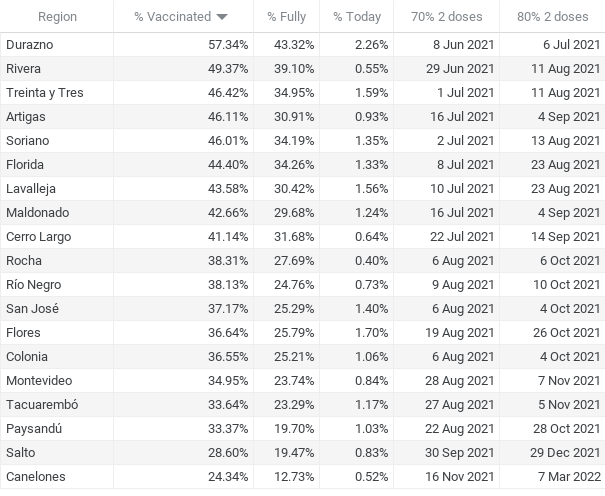 Region % Vaccinated % Fully % Today 70% 2 doses 80% 2 doses
Durazno 57.34% 43.32% 2.26% 8 Jun 2021 6 Jul 2021
Rivera 49.37% 39.10% 0.55% 29 Jun 2021 11 Aug 2021
Treinta y Tres 46.42% 34.95% 1.59% 1 Jul 2021 11 Aug 2021
Artigas 46.11% 30.91% 0.93% 16 Jul 2021 4 Sep 2021
Soriano 46.01% 34.19% 1.35% 2 Jul 2021 13 Aug 2021
Florida 44.40% 34.26% 1.33% 8 Jul 2021 23 Aug 2021
Lavalleja 43.58% 30.42% 1.56% 10 Jul 2021 23 Aug 2021
Maldonado 42.66% 29.68% 1.24% 16 Jul 2021 4 Sep 2021
Cerro Largo 41.14% 31.68% 0.64% 22 Jul 2021 14 Sep 2021
Rocha 38.31% 27.69% 0.40% 6 Aug 2021 6 Oct 2021
Río Negro 38.13% 24.76% 0.73% 9 Aug 2021 10 Oct 2021
San José 37.17% 25.29% 1.40% 6 Aug 2021 4 Oct 2021
Flores 36.64% 25.79% 1.70% 19 Aug 2021 26 Oct 2021
Colonia 36.55% 25.21% 1.06% 6 Aug 2021 4 Oct 2021
Montevideo 34.95% 23.74% 0.84% 28 Aug 2021 7 Nov 2021
Tacuarembó 33.64% 23.29% 1.17% 27 Aug 2021 5 Nov 2021
Paysandú 33.37% 19.70% 1.03% 22 Aug 2021 28 Oct 2021
Salto 28.60% 19.47% 0.83% 30 Sep 2021 29 Dec 2021
Canelones 24.34% 12.73% 0.52% 16 Nov 2021 7 Mar 2022